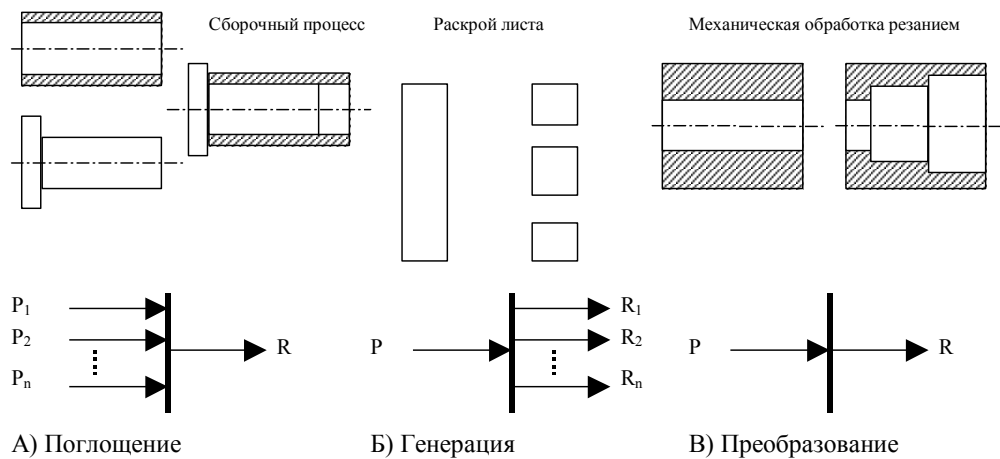 Сборочный процесс
Раскрой листа
Механическая обработка резанием
P1
P2
Pn
R
P
R1
R2
Rn
P
R
А) Поглощение
Б) Генерация
В) Преобразование